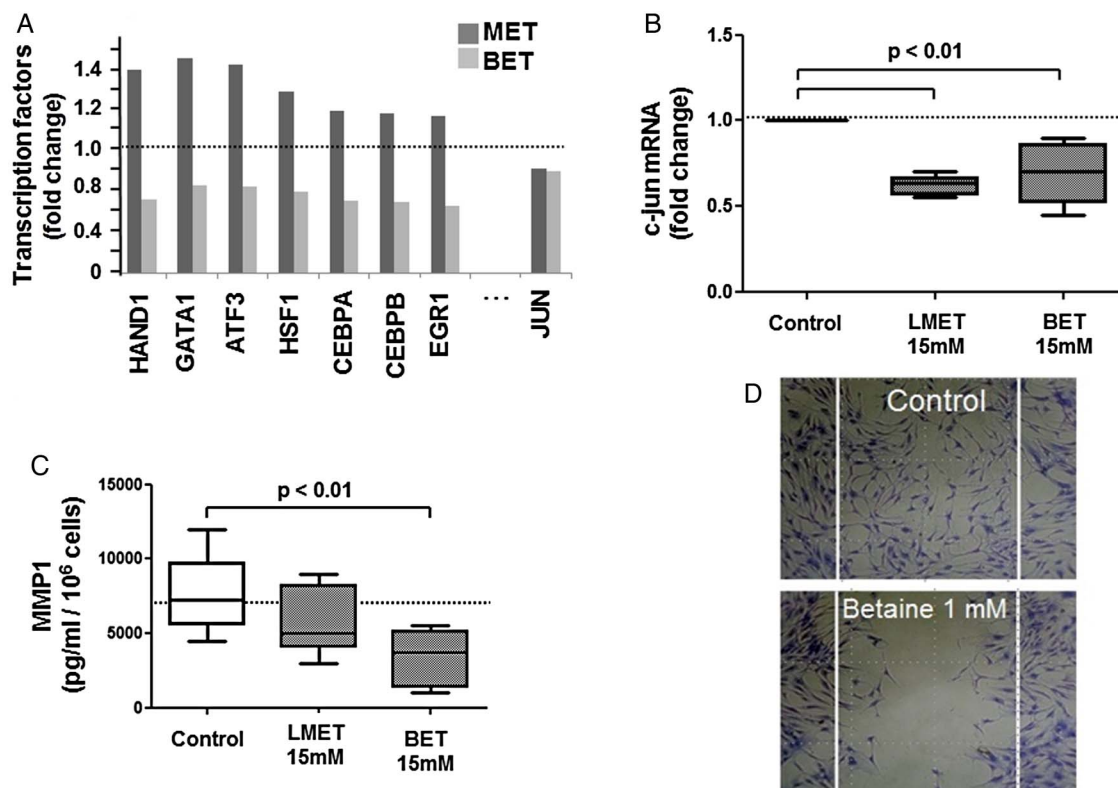 A
MET
BET
Transcription factors
(fold change)
1.4
1.2
1.0
0.8
0.4
0
HAND1
GATA1
ATF3
HSF1
CEBPA
CEBPB
EGR1
...
JUN
B
p < 0.01
c-jun mRNA
(fold change)
1.5
1.0
0.5
0.0
Control
LMET
15mM
BET
15mM
C
p < 0.01
MMP1
(pg/ml / 10⁶ cells)
15000
10000
5000
0
Control
LMET
15mM
BET
15mM
D
Control
Betaine 1 mM